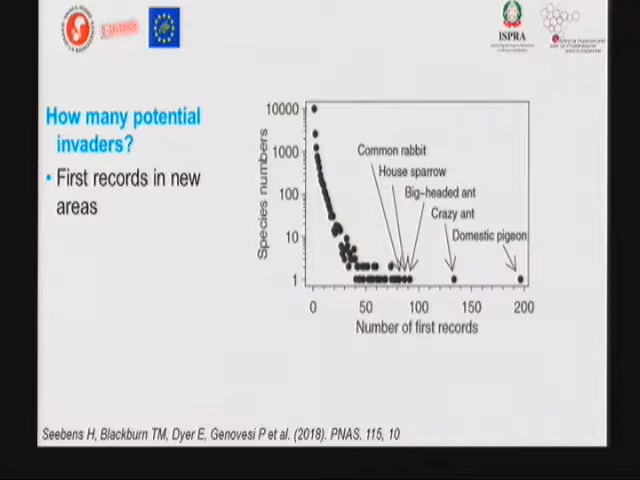 ISPRA
How many potential
invaders?
• First records in new
areas
Species numbers
10000
1000
100
10
1
Common rabbit
House sparrow
Big-headed ant
Crazy ant
Domestic pigeon
0 50 100 150 200
Number of first records
Seebens H, Blackburn TM, Dyer E, Genovesi P et al. (2018). PNAS. 115, 10